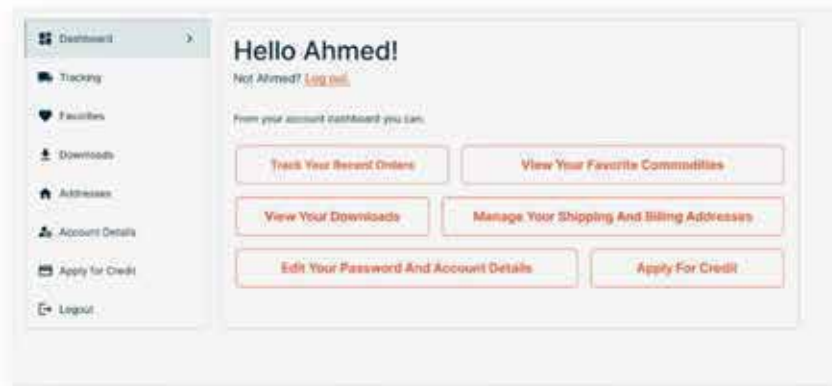 Dashboard
Tracking
Favorites
Downloads
Addresses
Account Details
Apply for Credit
Logout
Hello Ahmed!
Not Ahmed? Log out.
From your account dashboard you can:
Track Your Recent Orders
View Your Favorite Commodities
View Your Downloads
Manage Your Shipping And Billing Addresses
Edit Your Password And Account Details
Apply For Credit